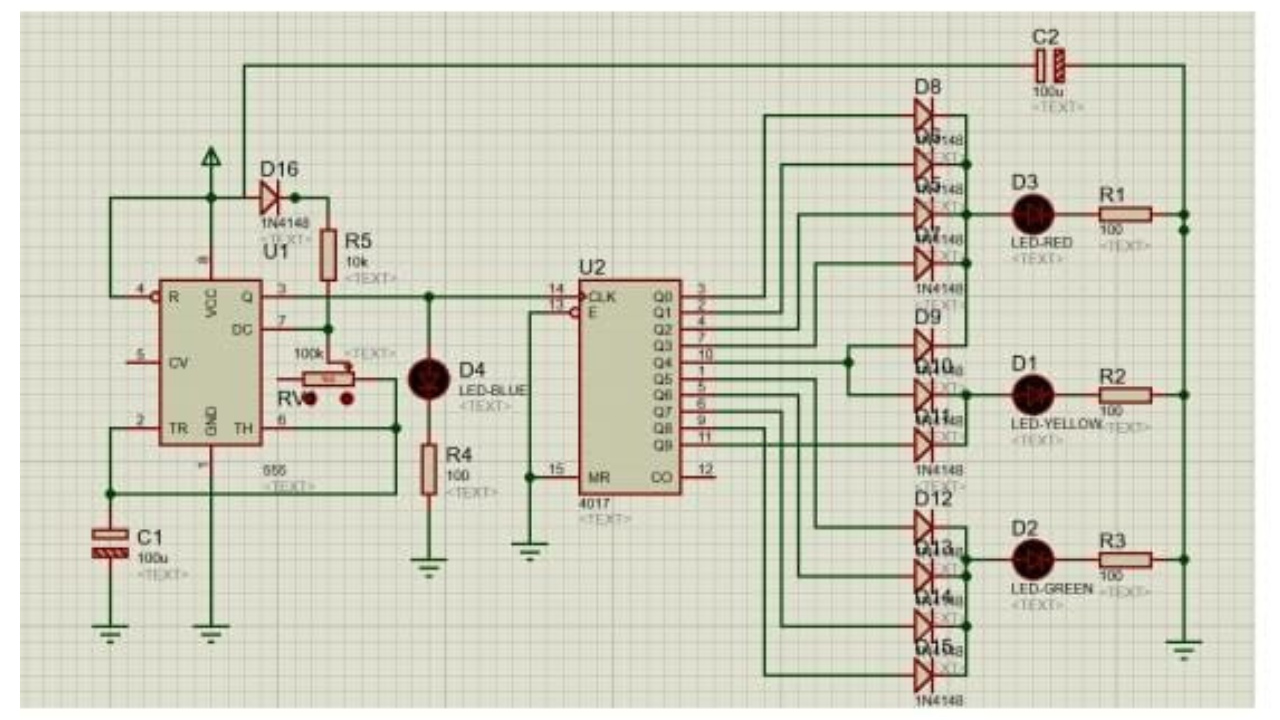 C2
100u
<TEXT>
D8
1N4148
D16
1N4148
<TEXT>
R5
10k
<TEXT>
U1
8
4
R
VCC
Q
3
DC
7
5
CV
2
TR
GND
TH
6
1
555
<TEXT>
100k
<TEXT>
C1
100u
<TEXT>
D4
LED-BLUE
<TEXT>
R4
100
<TEXT>
U2
14
CLK
13
E
15
MR
Q0
3
Q1
2
Q2
4
Q3
7
Q4
10
Q5
1
Q6
5
Q7
6
Q8
9
Q9
11
CO
12
4017
<TEXT>
1N4148
D9
D10
D11
1N4148
<TEXT>
D12
D13
D14
D15
1N4148
D3
LED-RED
<TEXT>
R1
100
<TEXT>
D1
LED-YELLOW
<TEXT>
R2
100
<TEXT>
D2
LED-GREEN
<TEXT>
R3
100
<TEXT>